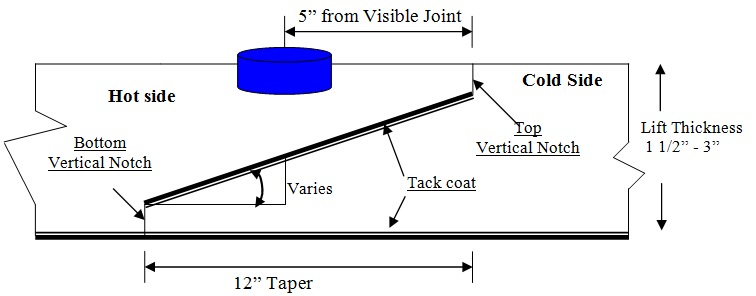 5” from Visible Joint
Cold Side
Hot side
Bottom
Vertical Notch
Top
Vertical Notch
Lift Thickness
1 1/2” - 3”
Varies
Tack coat
12” Taper